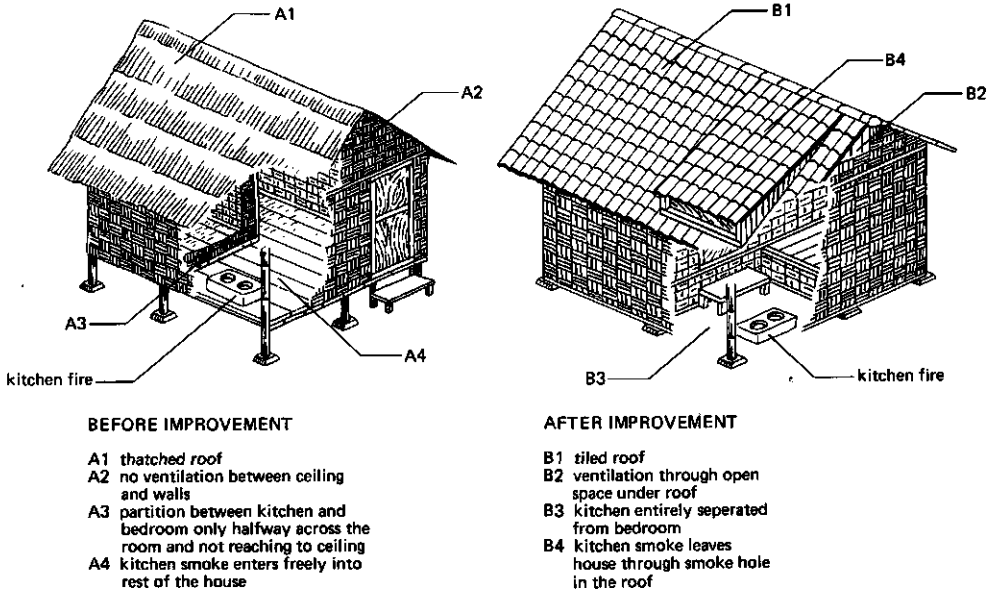 A1
A2
A3
kitchen fire
A4
B1
B4
B2
B3
kitchen fire
BEFORE IMPROVEMENT
A1 thatched roof
A2 no ventilation between ceiling
and walls
A3 partition between kitchen and
bedroom only halfway across the
room and not reaching to ceiling
A4 kitchen smoke enters freely into
rest of the house
AFTER IMPROVEMENT
B1 tiled roof
B2 ventilation through open
space under roof
B3 kitchen entirely seperated
from bedroom
B4 kitchen smoke leaves
house through smoke hole
in the roof